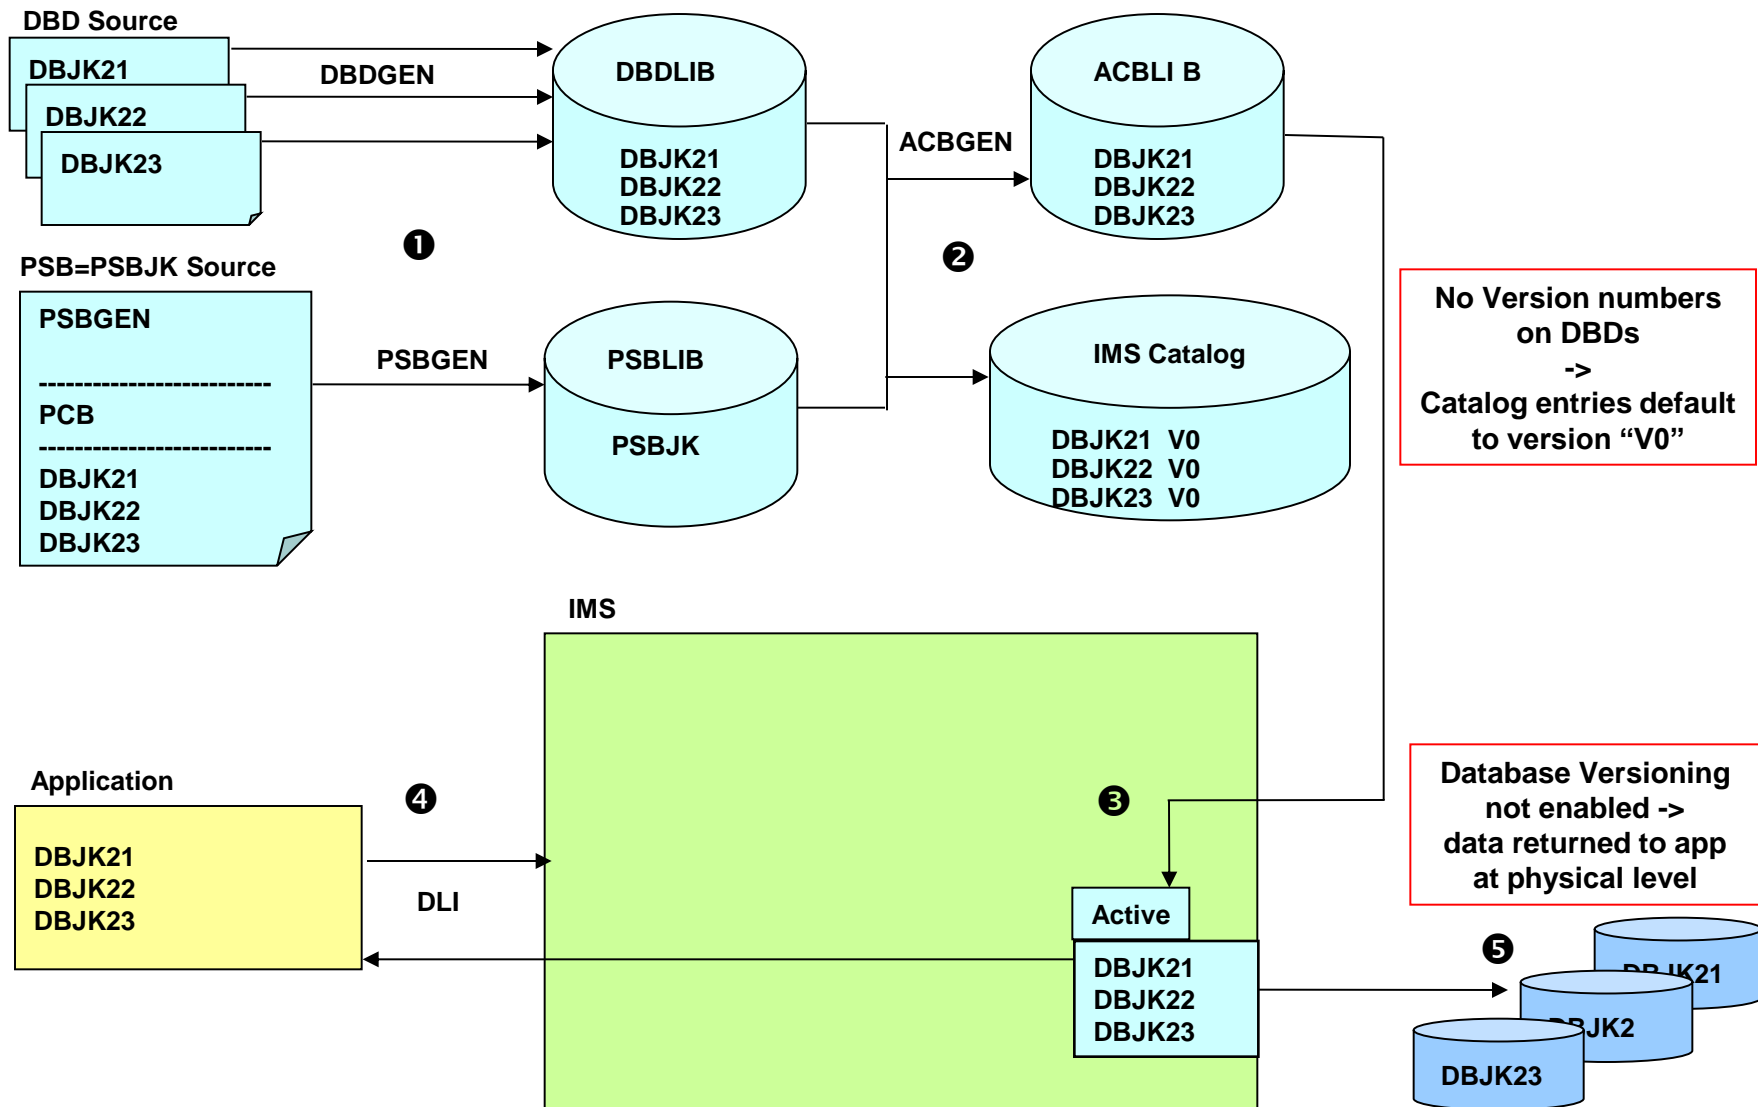 DBD Source
DBJK21
DBJK22
DBJK23
DBDGEN
DBDLIB
DBJK21
DBJK22
DBJK23
ACBGEN
ACBLI B
DBJK21
DBJK22
DBJK23
❶
❷
PSB=PSBJK Source
PSBGEN
--------------------------
PCB
--------------------------
DBJK21
DBJK22
DBJK23
PSBGEN
PSBLIB
PSBJK
IMS Catalog
DBJK21 V0
DBJK22 V0
DBJK23 V0
No Version numbers
on DBDs
->
Catalog entries default
to version “V0”
IMS
Application
DBJK21
DBJK22
DBJK23
❹
DLI
❸
Active
DBJK21
DBJK22
DBJK23
Database Versioning
not enabled ->
data returned to app
at physical level
❺
DBJK21
DBJK2
DBJK23